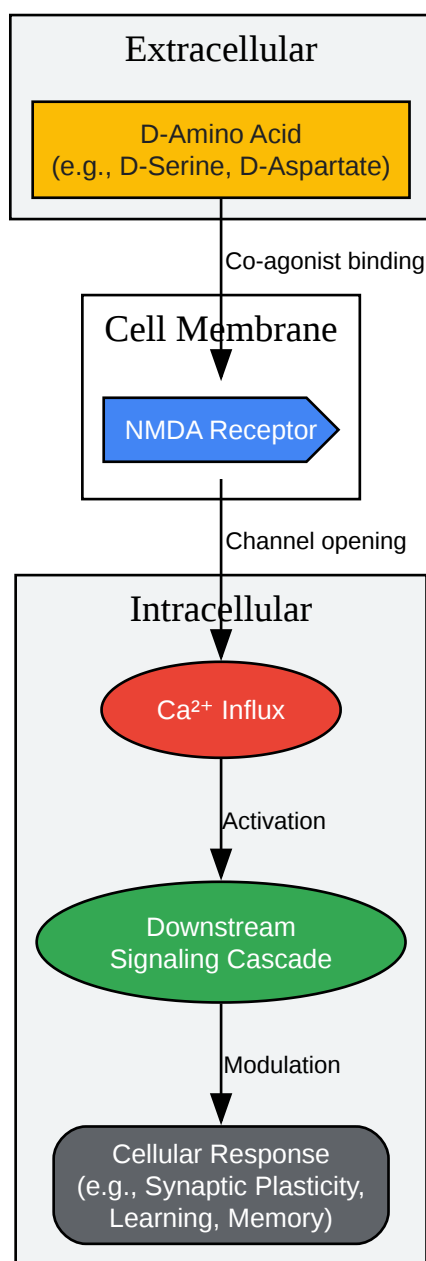 Extracellular
D-Amino Acid
(e.g., D-Serine, D-Aspartate)
Co-agonist binding
Cell Membrane
NMDA Receptor
Channel opening
Intracellular
Ca²⁺ Influx
Activation
Downstream
Signaling Cascade
Modulation
Cellular Response
(e.g., Synaptic Plasticity,
Learning, Memory)